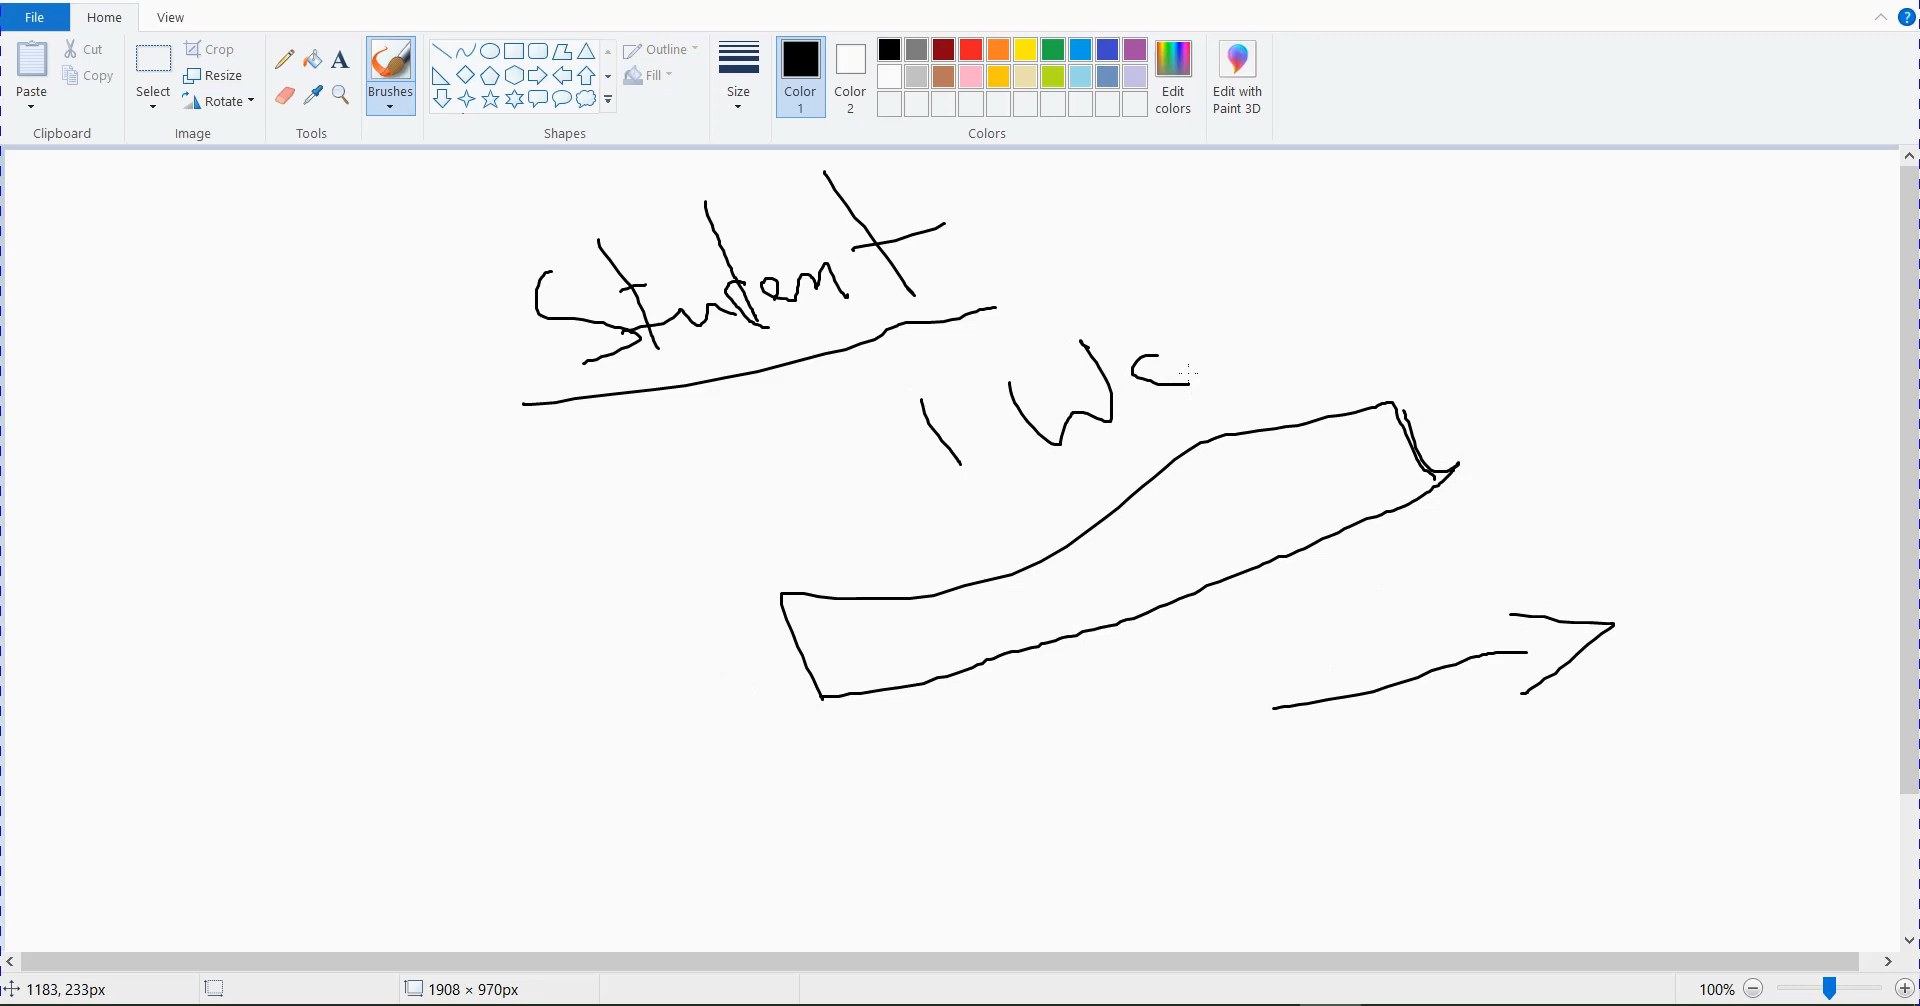 File Home View
Paste
Cut
Copy
Clipboard
Select
Crop
Resize
Rotate
Image
A
Tools
Brushes
Shapes
Outline
Fill
Size
Color 1
Color 2
Edit colors
Colors
Edit with Paint 3D
?
Student
1 W
1183, 233px
1908 × 970px
100%